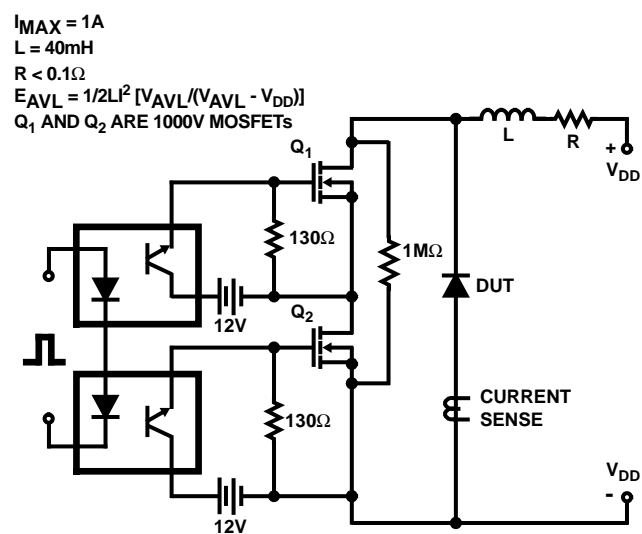 IMAX = 1A
L = 40mH
R < 0.1Ω
EAVL = 1/2LI² [VAVL/(VAVL - VDD)]
Q1 AND Q2 ARE 1000V MOSFETs
Q1
L
R
+
VDD
130Ω
1MΩ
DUT
12V
Q2
130Ω
CURRENT
SENSE
VDD
-
12V